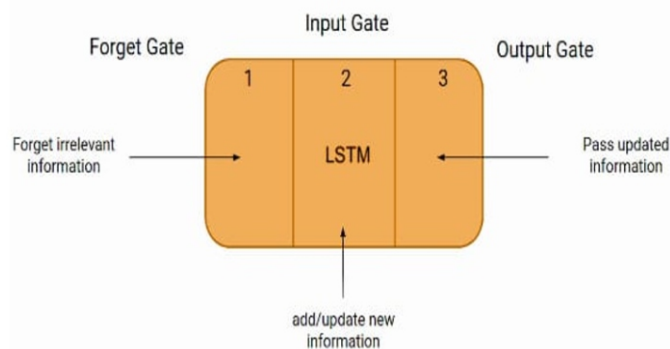 Input Gate
Forget Gate
Output Gate
1
2
3
Forget irrelevant
information
LSTM
Pass updated
information
add/update new
information